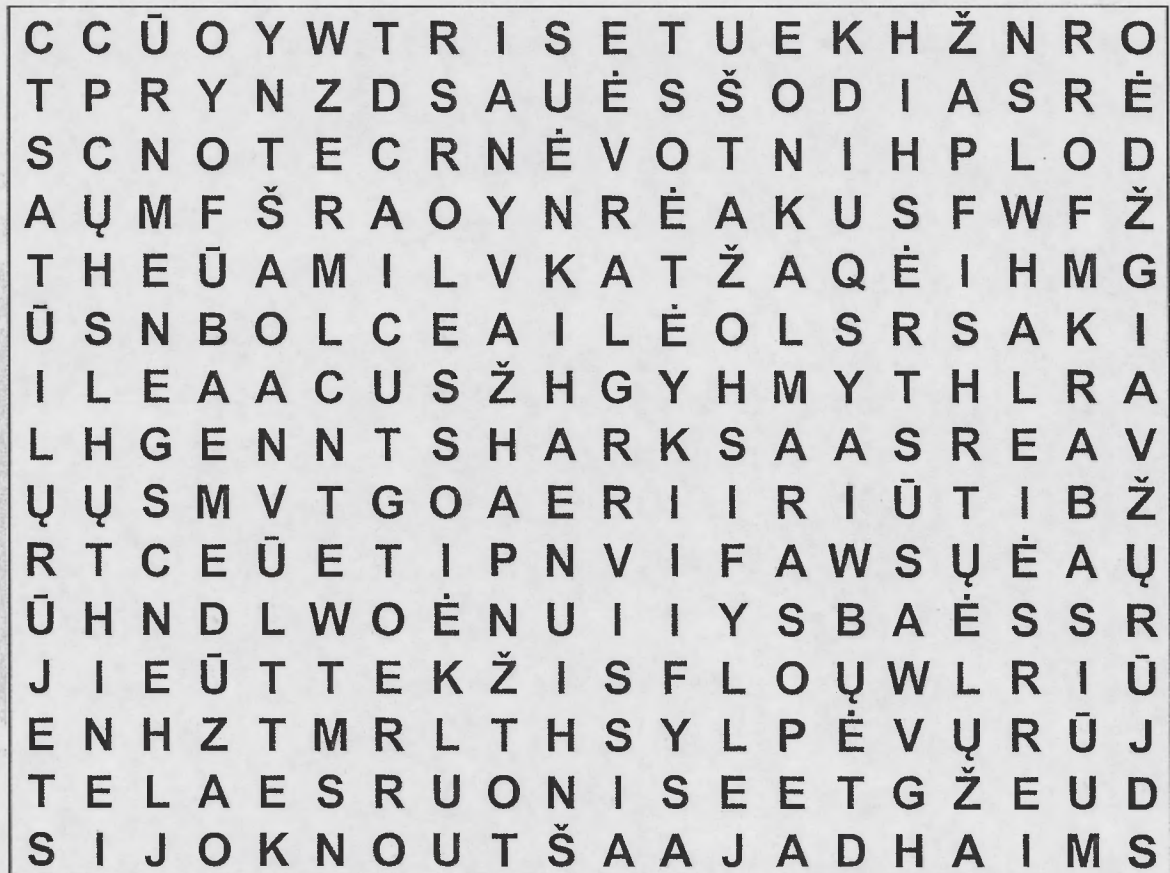 C C Ū O Y W T R I S E T U E K H Ž N R O
T P R Y N Z D S A U Ė S Š O D I A S R Ė
S C N O T E C R N Ė V O T N I H P L O D
A Ų M F Š R A O Y N R Ė A K U S F W F Ž
T H E Ū A M I L V K A T Ž A Q Ė I H M G
Ū S N B O L C E A I L Ė O L S R S A K I
I L E A A C U S Ž H G Y H M Y T H L R A
L H G E N N T S H A R K S A A S R E A V
Ų Ų S M V T G O A E R I I R I Ū T I B Ž
R T C E Ū E T I P N V I F A W S Ų Ė A Ų
Ū H N D L W O Ė N U I I Y S B A Ė S S R
J I E Ū T T E K Ž I S F L O Ų W L R I Ū
E N H Z T M R L T H S Y L P Ė V Ų R Ū J
T E L A E S R U O N I S E E T G Ž E U D
S I J O K N O U T Š A A J A D H A I M S